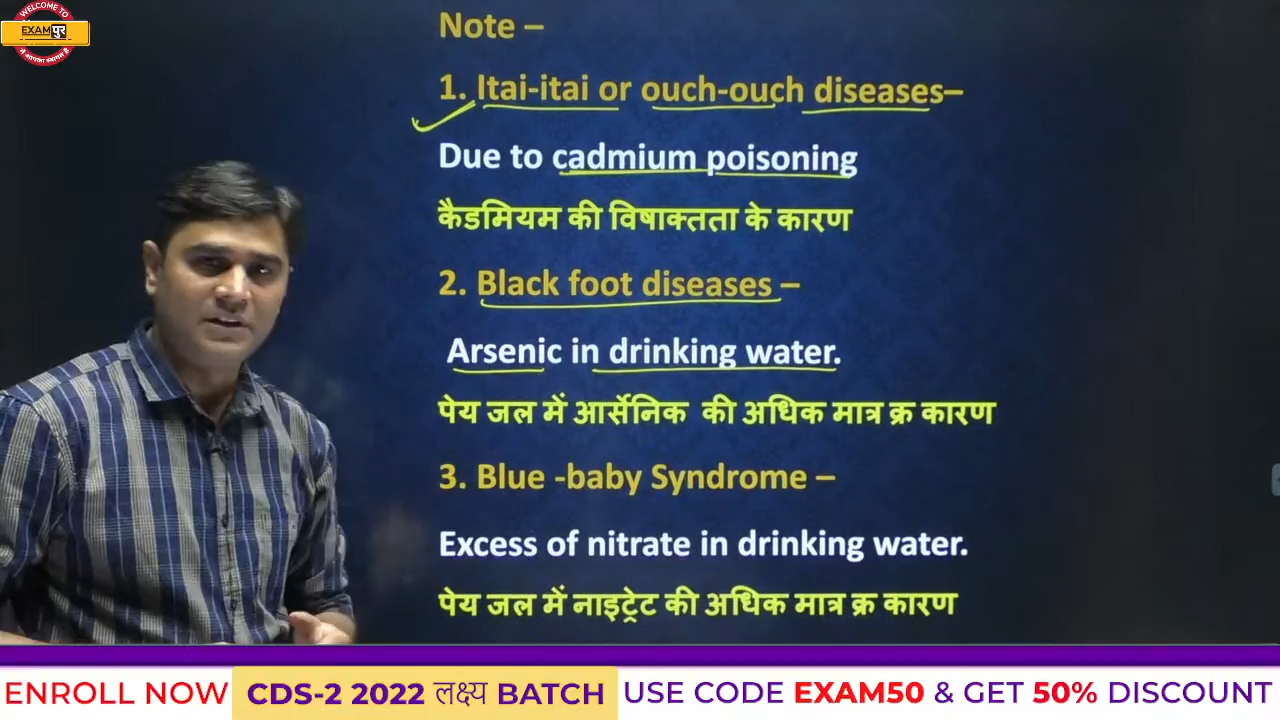 WELCOME TO
EXAMपुर
में आपका स्वागत है
Note –
1. Itai-itai or ouch-ouch diseases–
Due to cadmium poisoning
कैडमियम की विषाक्तता के कारण
2. Black foot diseases –
Arsenic in drinking water.
पेय जल में आर्सेनिक की अधिक मात्र क्र कारण
3. Blue -baby Syndrome –
Excess of nitrate in drinking water.
पेय जल में नाइट्रेट की अधिक मात्र क्र कारण
ENROLL NOW CDS-2 2022 लक्ष्य BATCH USE CODE EXAM50 & GET 50% DISCOUNT